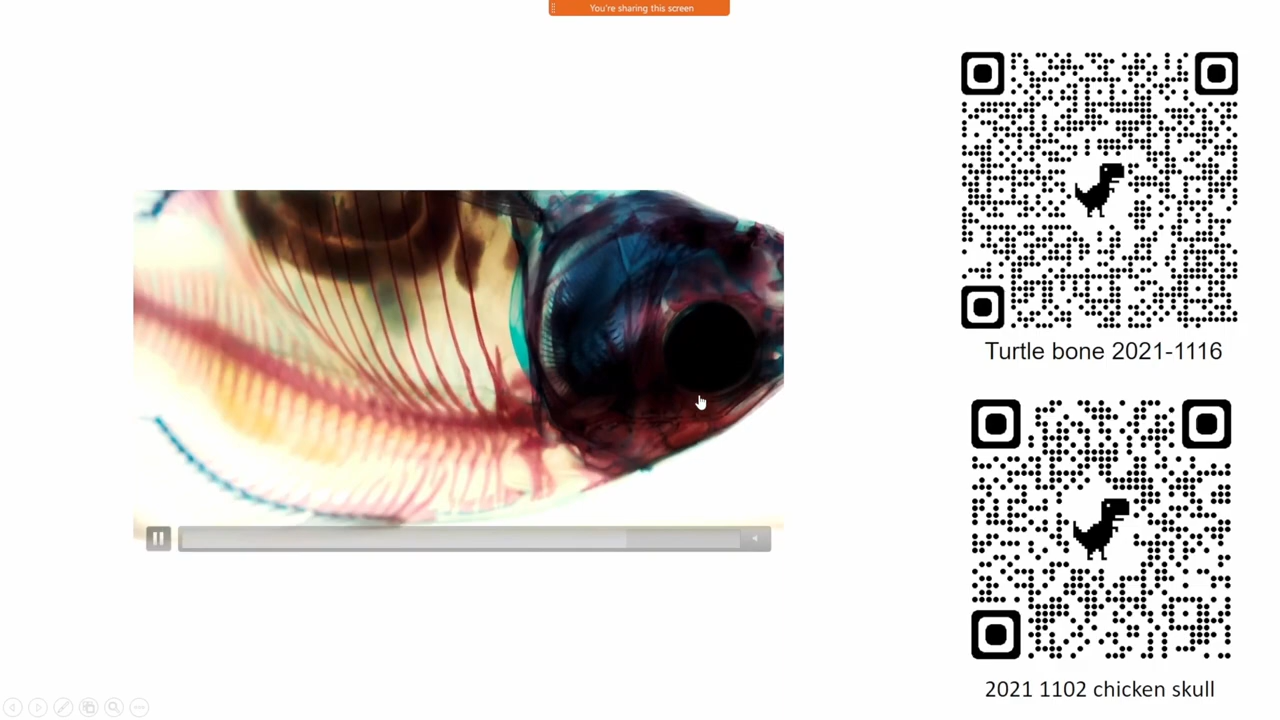 You're sharing this screen
Turtle bone 2021-1116
2021 1102 chicken skull